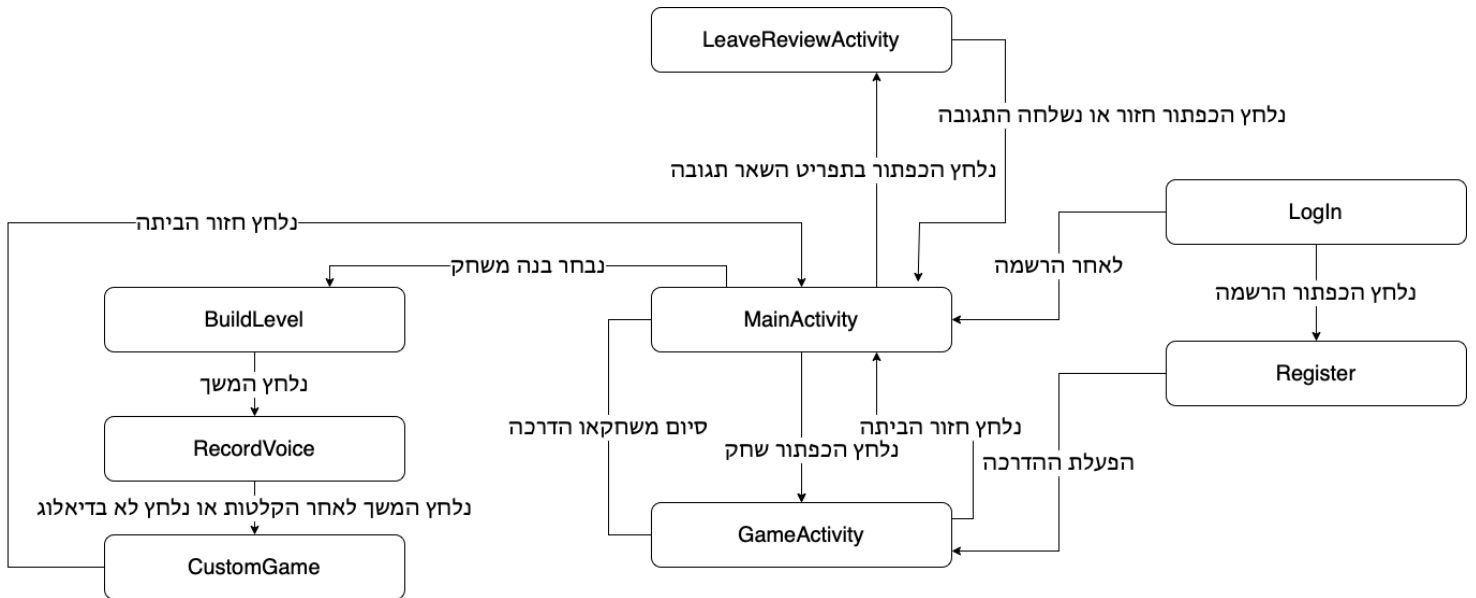 LeaveReviewActivity
נלחץ הכפתור חזור או נשלחה התגובה
נלחץ הכפתור בתפריט השאר תגובה
LogIn
נלחץ חזור הביתה
לאחר הרשמה
נבחר בנה משחק
נלחץ הכפתור הרשמה
BuildLevel
MainActivity
Register
נלחץ המשך
סיום משחקאו הדרכה
נלחץ חזור הביתה
RecordVoice
נלחץ הכפתור שחק
הפעלת ההדרכה
נלחץ המשך לאחר הקלטות או נלחץ לא בדיאלוג
GameActivity
CustomGame